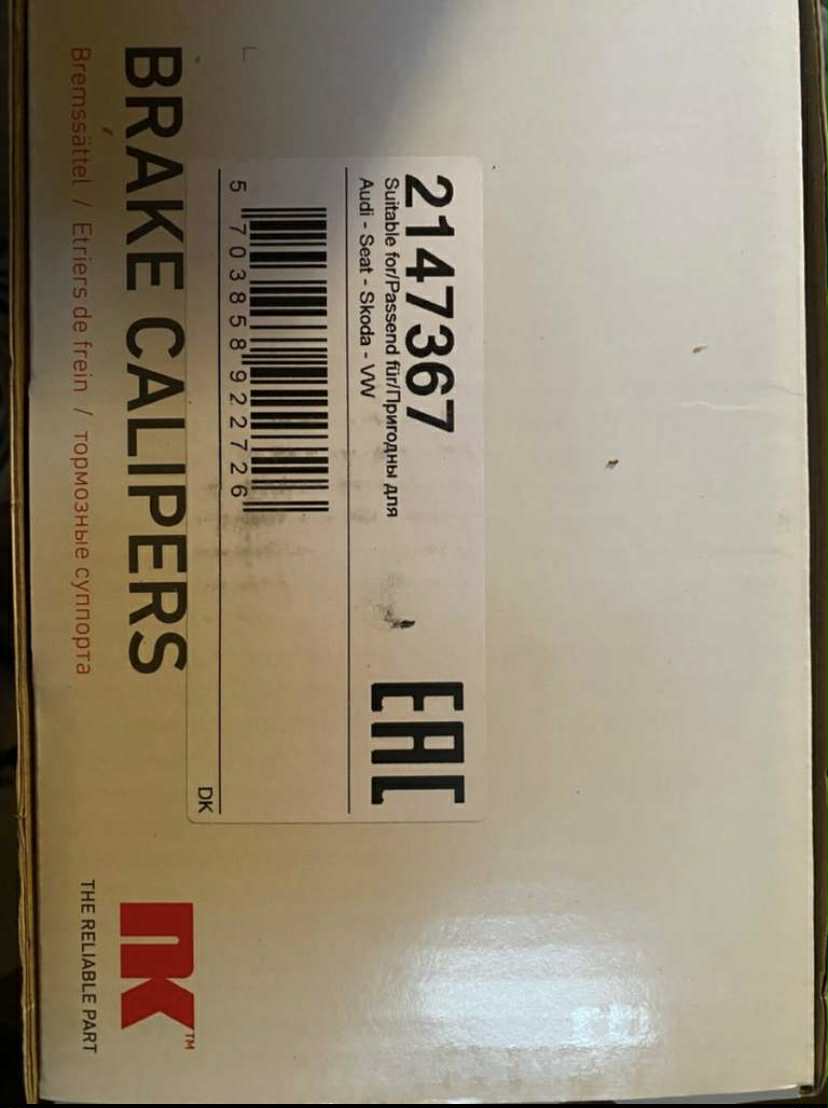 2147367
Suitable for/Passend für/Пригодны для
Audi - Seat - Skoda - VW
EAC
5 703858 922726
DK
BRAKE CALIPERS
Bremssättel / Etriers de frein / тормозные суппорта
NK™
THE RELIABLE PART